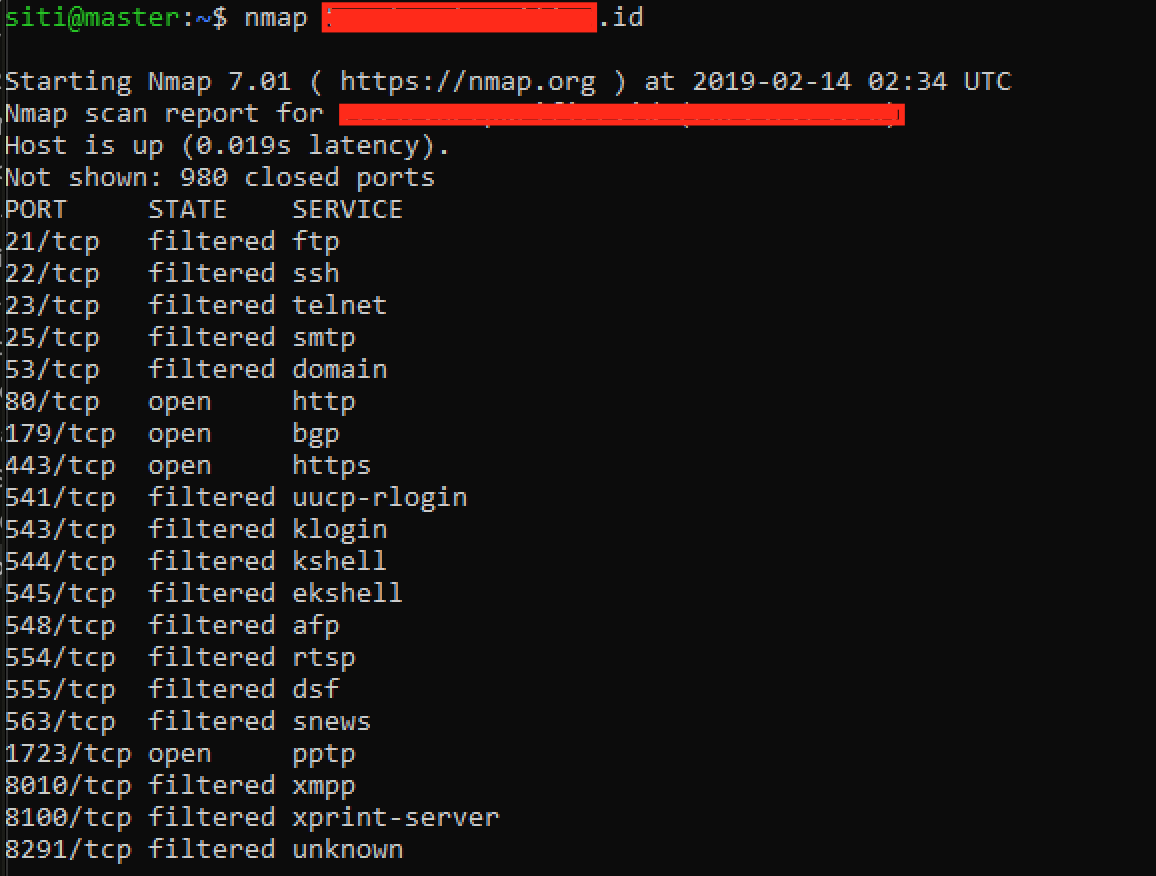 siti@master:~$ nmap .id
Starting Nmap 7.01 ( https://nmap.org ) at 2019-02-14 02:34 UTC
Nmap scan report for
Host is up (0.019s latency).
Not shown: 980 closed ports
PORT STATE SERVICE
21/tcp filtered ftp
22/tcp filtered ssh
23/tcp filtered telnet
25/tcp filtered smtp
53/tcp filtered domain
80/tcp open http
179/tcp open bgp
443/tcp open https
541/tcp filtered uucp-rlogin
543/tcp filtered klogin
544/tcp filtered kshell
545/tcp filtered ekshell
548/tcp filtered afp
554/tcp filtered rtsp
555/tcp filtered dsf
563/tcp filtered snews
1723/tcp open pptp
8010/tcp filtered xmpp
8100/tcp filtered xprint-server
8291/tcp filtered unknown